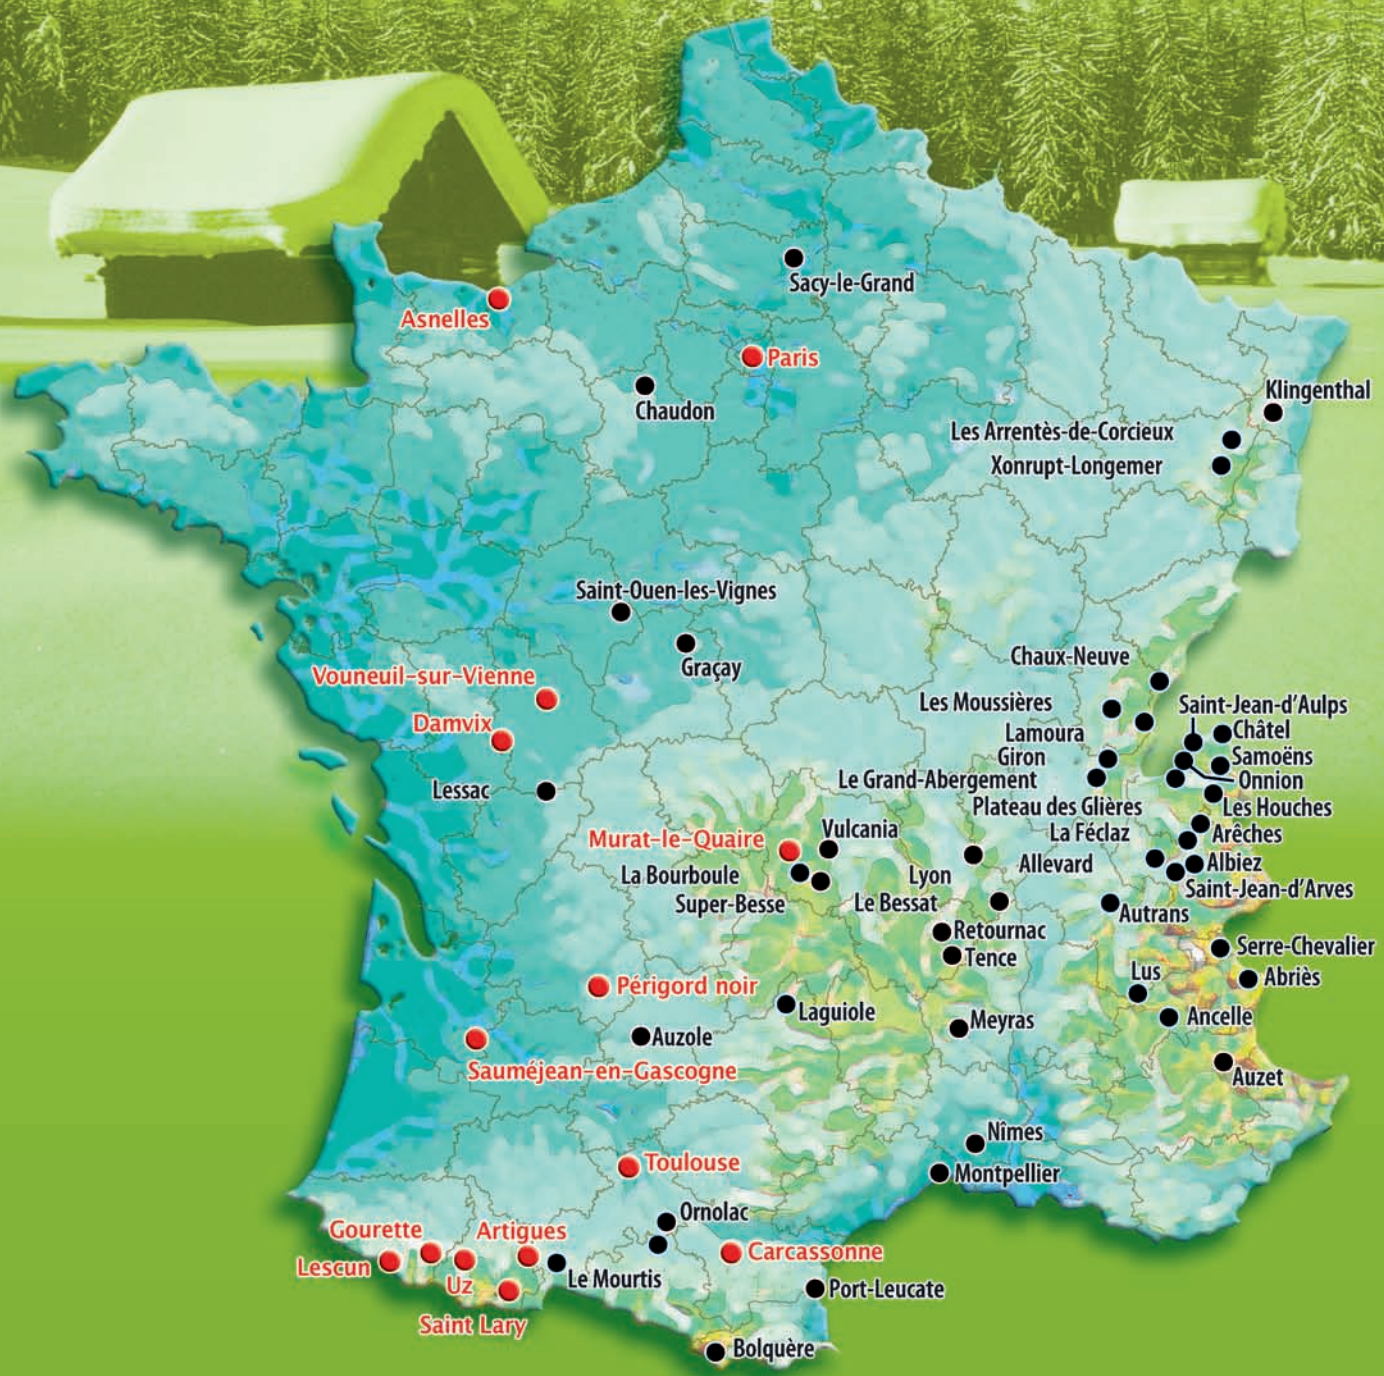 Sacy-le-Grand
Asnelles
Paris
Klingenthal
Chaudon
Les Arrentès-de-Corcieux
Xonrupt-Longemer
Saint-Ouen-les-Vignes
Graçay
Chaux-Neuve
Vouneuil-sur-Vienne
Les Moussières
Saint-Jean-d'Aulps
Damvix
Lamoura
Châtel
Giron
Samoëns
Le Grand-Abergement
Onnion
Lessac
Plateau des Glières
Les Houches
Vulcania
La Féclaz
Arêches
Murat-le-Quaire
Allevard
Albiez
La Bourboule
Lyon
Saint-Jean-d'Arves
Super-Besse
Le Bessat
Autrans
Retournac
Serre-Chevalier
Tence
Lus
Abriès
Périgord noir
Laguiole
Meyras
Ancelle
Auzole
Sauméjean-en-Gascogne
Auzet
Nîmes
Toulouse
Montpellier
Ornolac
Gourette
Artigues
Carcassonne
Lescun
Uz
Le Mourtis
Port-Leucate
Saint Lary
Bolquère